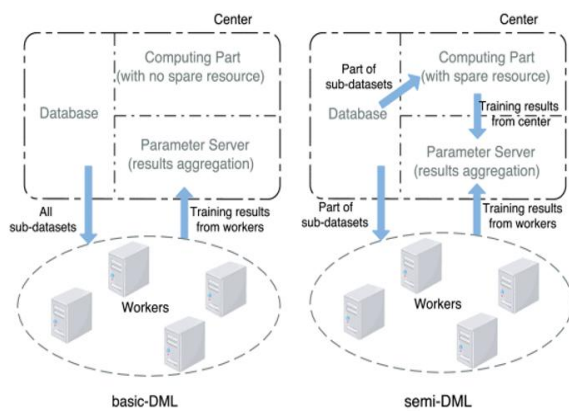 Center
Computing Part
(with no spare resource)
Database
Parameter Server
(results aggregation)
All
sub-datasets
Training results
from workers
Workers
basic-DML
Center
Computing Part
(with spare resource)
Part of
sub-datasets
Database
Training results
from center
Parameter Server
(results aggregation)
Part of
sub-datasets
Training results
from workers
Workers
semi-DML